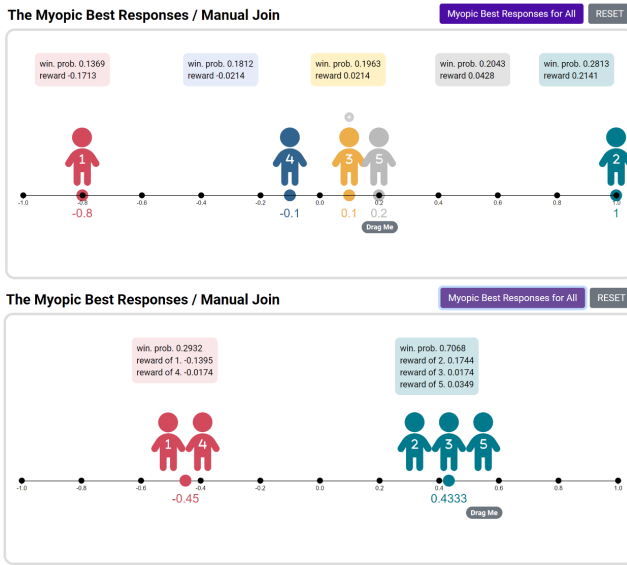 The Myopic Best Responses / Manual Join
Myopic Best Responses for All
RESET
win. prob. 0.1369
reward -0.1713
win. prob. 0.1812
reward -0.0214
win. prob. 0.1963
reward 0.0214
win. prob. 0.2043
reward 0.0428
win. prob. 0.2813
reward 0.2141
1
4
3
5
2
-1.0 -0.8 -0.6 -0.4 -0.2 0.0 0.2 0.4 0.6 0.8 1.0
-0.8 -0.1 0.1 0.2 1
Drag Me
The Myopic Best Responses / Manual Join
Myopic Best Responses for All
RESET
win. prob. 0.2932
reward of 1. -0.1395
reward of 4. -0.0174
win. prob. 0.7068
reward of 2. 0.1744
reward of 3. 0.0174
reward of 5. 0.0349
1 4 2 3 5
-1.0 -0.8 -0.6 -0.4 -0.2 0.0 0.2 0.4 0.6 0.8 1.0
-0.45 0.4333
Drag Me